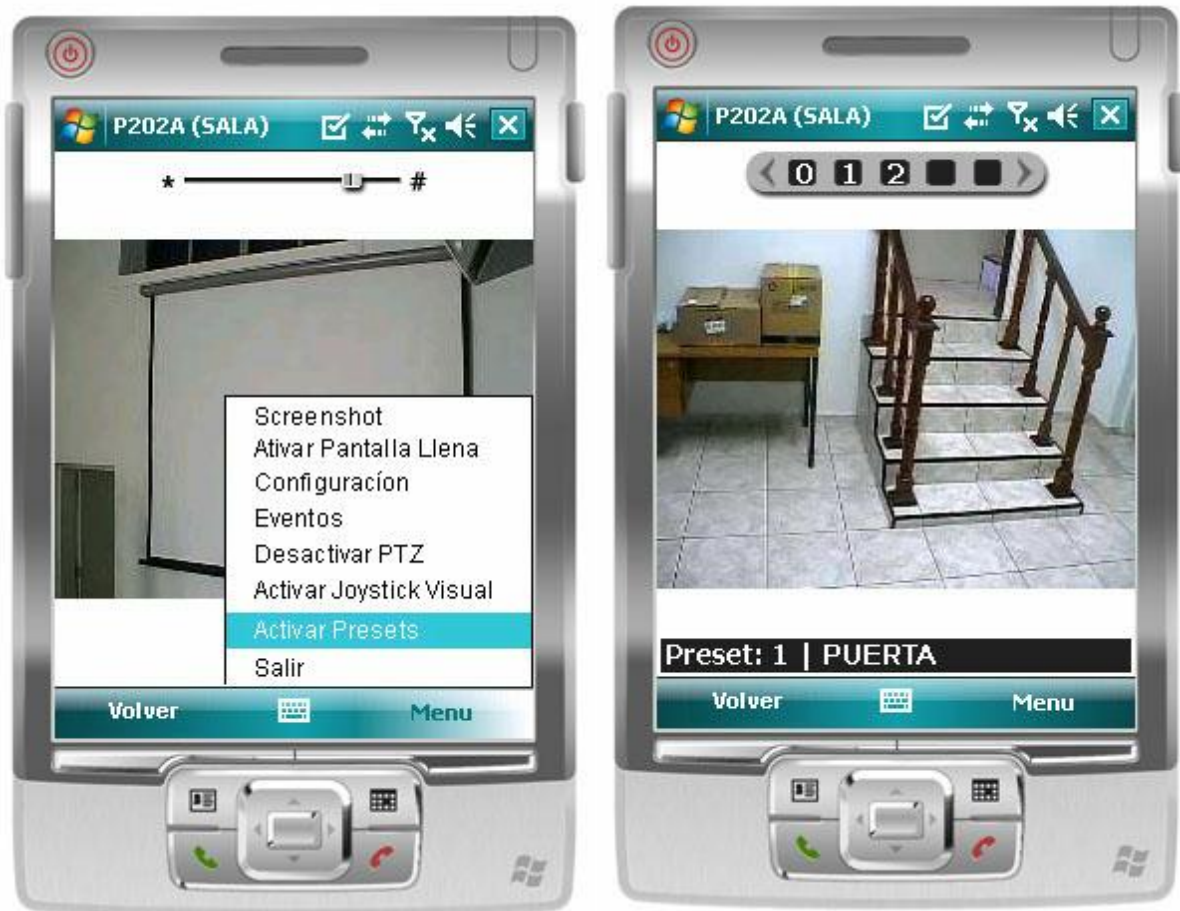 P202A (SALA)
* #
Screenshot
Ativar Pantalla Llena
Configuracíon
Eventos
Desactivar PTZ
Activar Joystick Visual
Activar Presets
Salir
Volver Menu
P202A (SALA)
0 1 2
Preset: 1 | PUERTA
Volver Menu